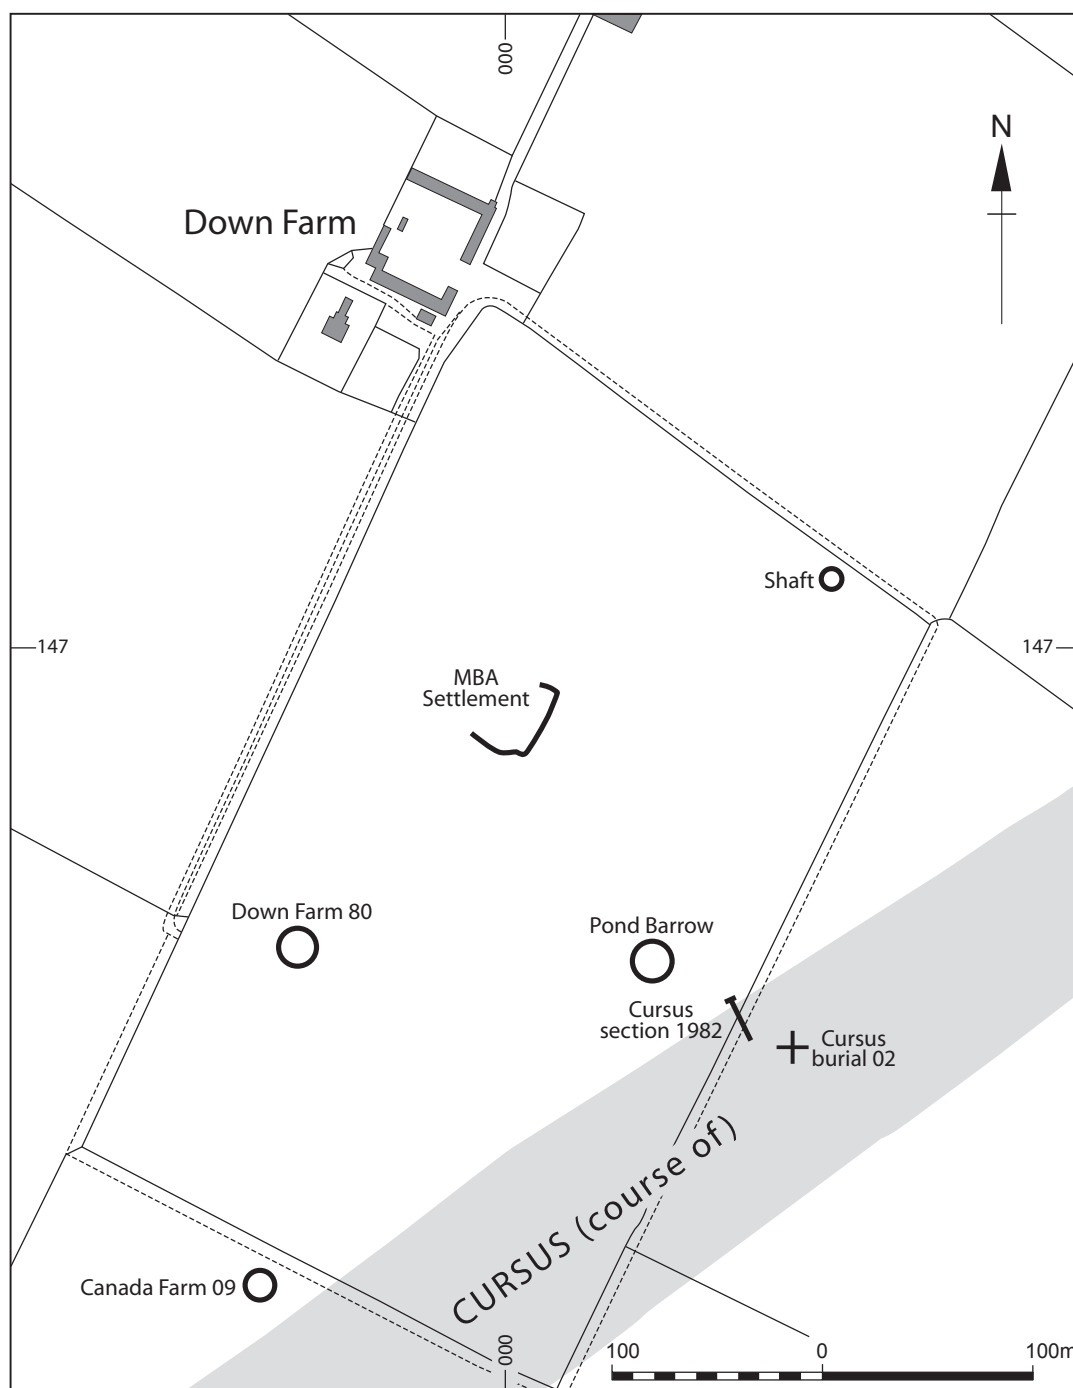 000
N
Down Farm
Shaft
147
147
MBA
Settlement
Down Farm 80
Pond Barrow
Cursus
section 1982
Cursus
burial 02
CURSUS (course of)
Canada Farm 09
000
100
0
100m